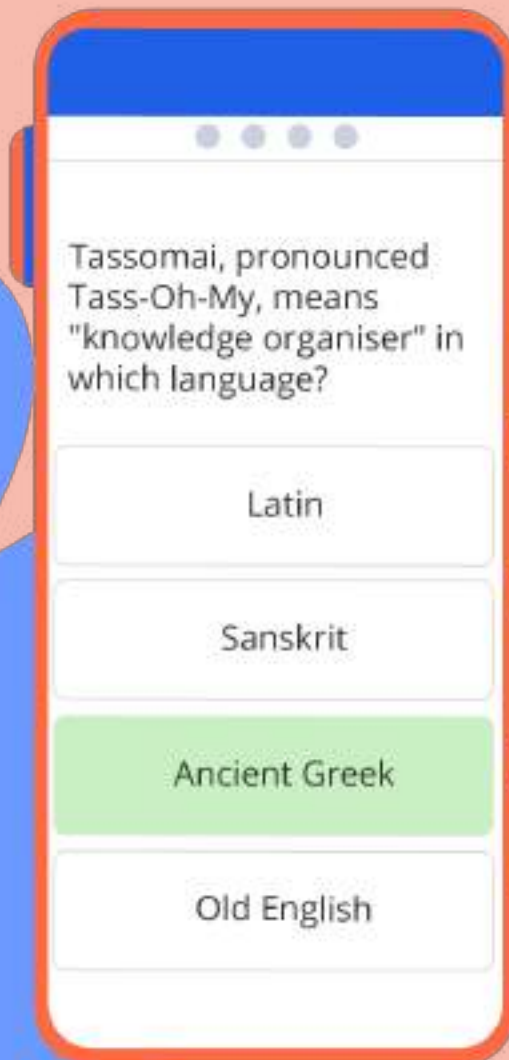 Tassomai, pronounced
Tass-Oh-My, means
"knowledge organiser" in
which language?
Latin
Sanskrit
Ancient Greek
Old English